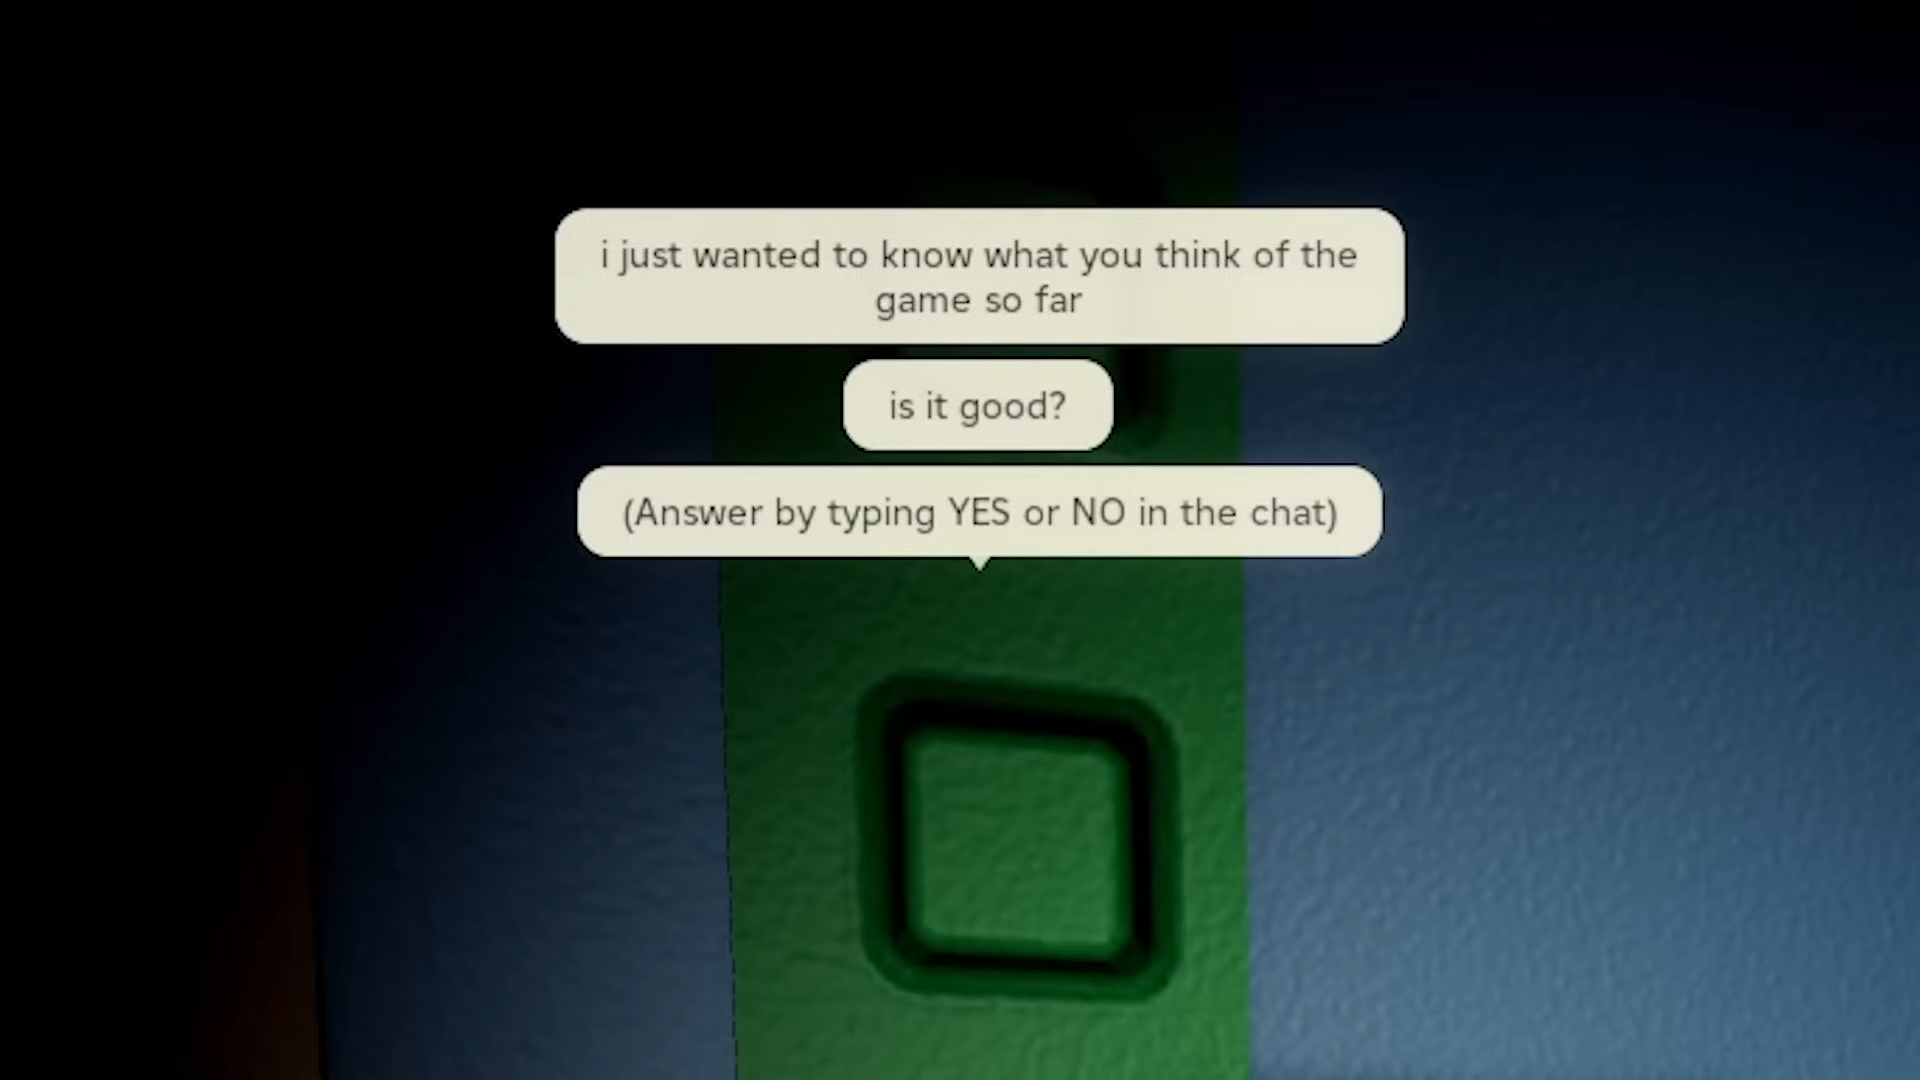 i just wanted to know what you think of the
game so far
is it good?
(Answer by typing YES or NO in the chat)